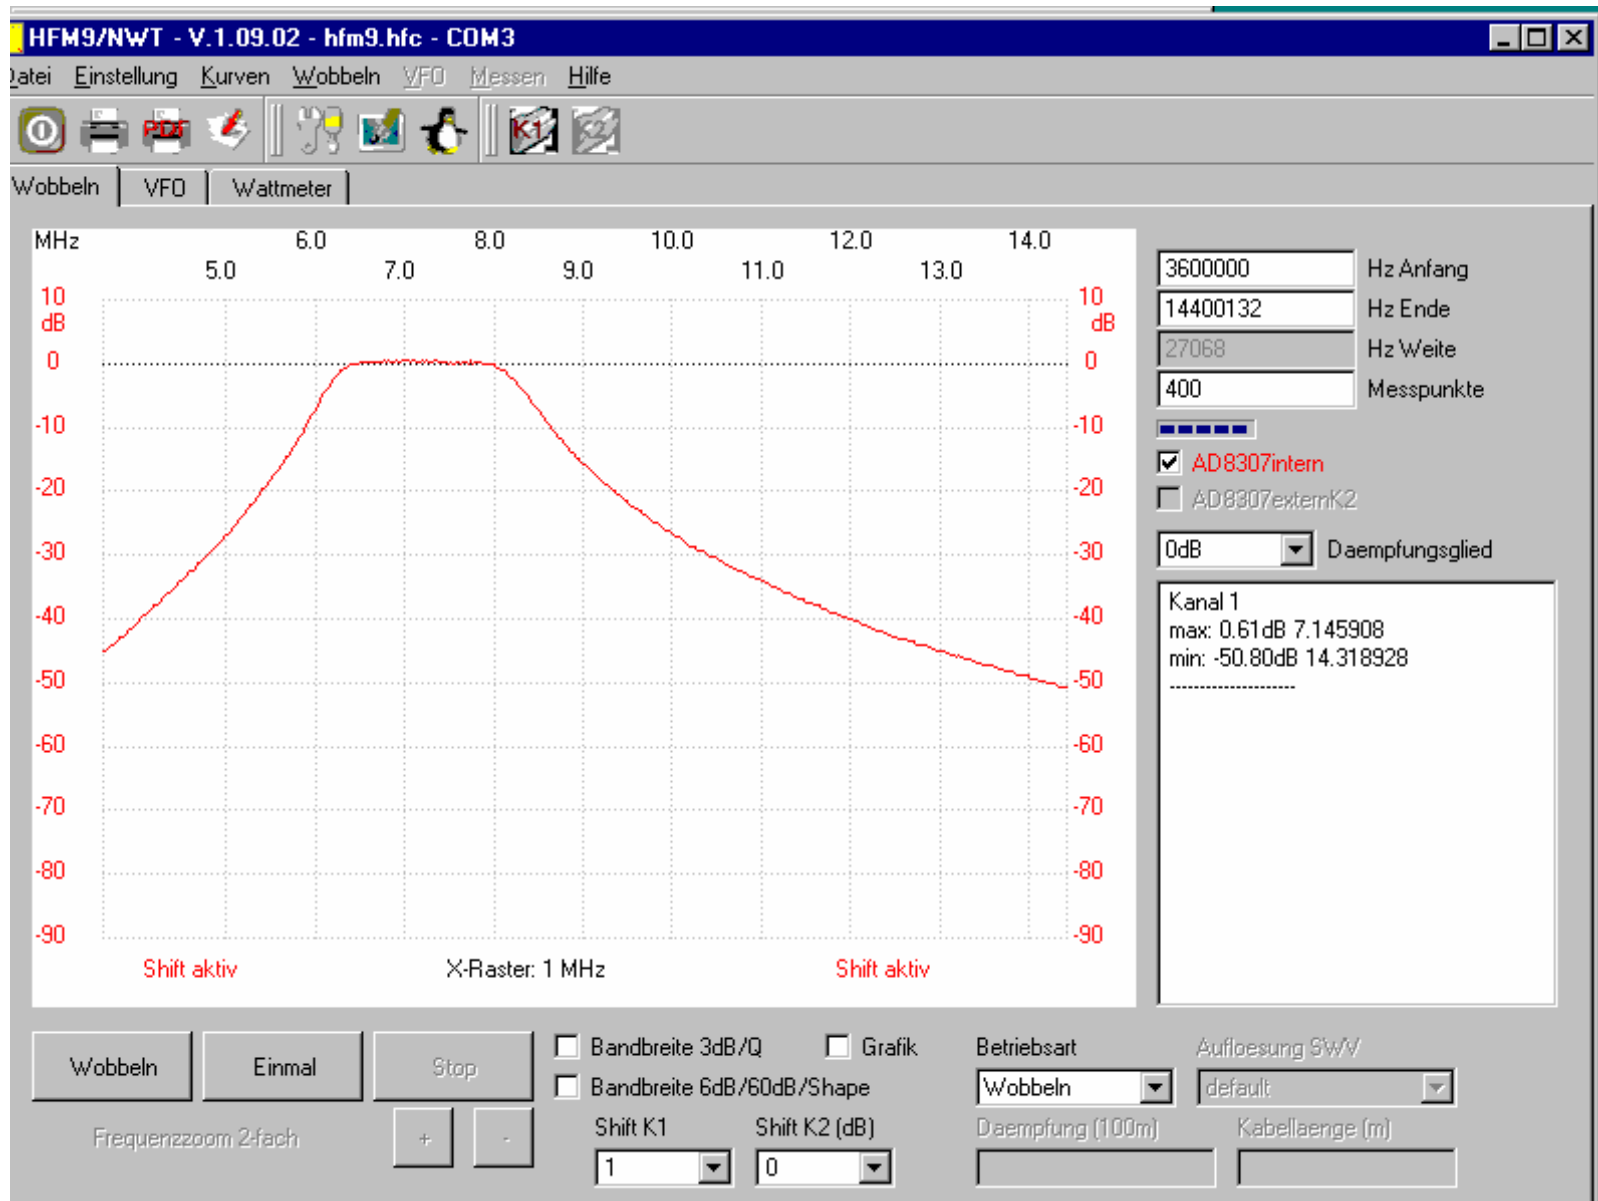 HFM9/NWT - V.1.09.02 - hfm9.hfc - COM3
Datei Einstellung Kurven Wobbeln VFO Messen Hilfe
PDF K1 K2
Wobbeln VFO Wattmeter
MHz 6.0 8.0 10.0 12.0 14.0
5.0 7.0 9.0 11.0 13.0
10 10
dB dB
0 0
-10 -10
-20 -20
-30 -30
-40 -40
-50 -50
-60 -60
-70 -70
-80 -80
-90 -90
Shift aktiv X-Raster: 1 MHz Shift aktiv
3600000 Hz Anfang
14400132 Hz Ende
27068 Hz Weite
400 Messpunkte
AD8307intern
AD8307externK2
0dB Daempfungsglied
Kanal 1
max: 0.61dB 7.145908
min: -50.80dB 14.318928
---------------------
Wobbeln Einmal Stop
Frequenzzoom 2-fach + -
Bandbreite 3dB/Q Grafik
Bandbreite 6dB/60dB/Shape
Shift K1 Shift K2 (dB)
1 0
Betriebsart Aufloesung SWV
Wobbeln default
Daempfung (100m) Kabellaenge (m)